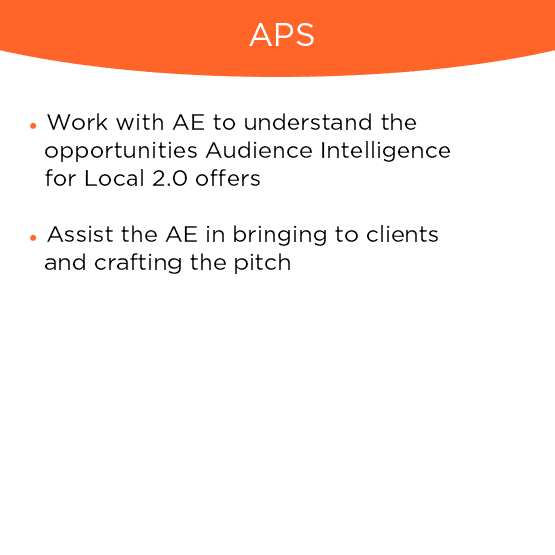 APS
• Work with AE to understand the
opportunities Audience Intelligence
for Local 2.0 offers
• Assist the AE in bringing to clients
and crafting the pitch